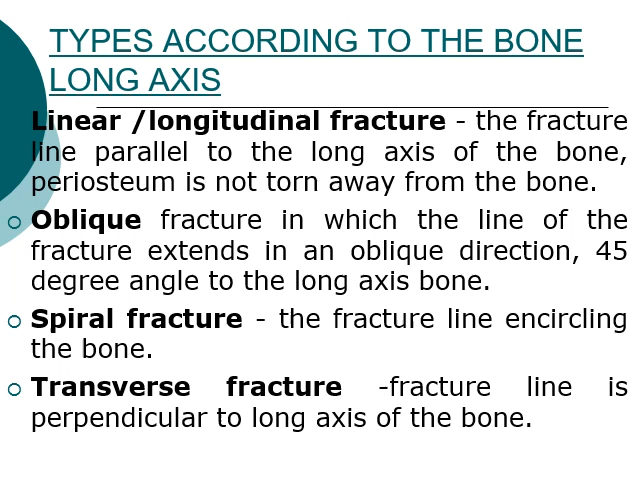 TYPES ACCORDING TO THE BONE
LONG AXIS
Linear /longitudinal fracture - the fracture
line parallel to the long axis of the bone,
periosteum is not torn away from the bone.
Oblique fracture in which the line of the
fracture extends in an oblique direction, 45
degree angle to the long axis bone.
Spiral fracture - the fracture line encircling
the bone.
Transverse fracture -fracture line is
perpendicular to long axis of the bone.